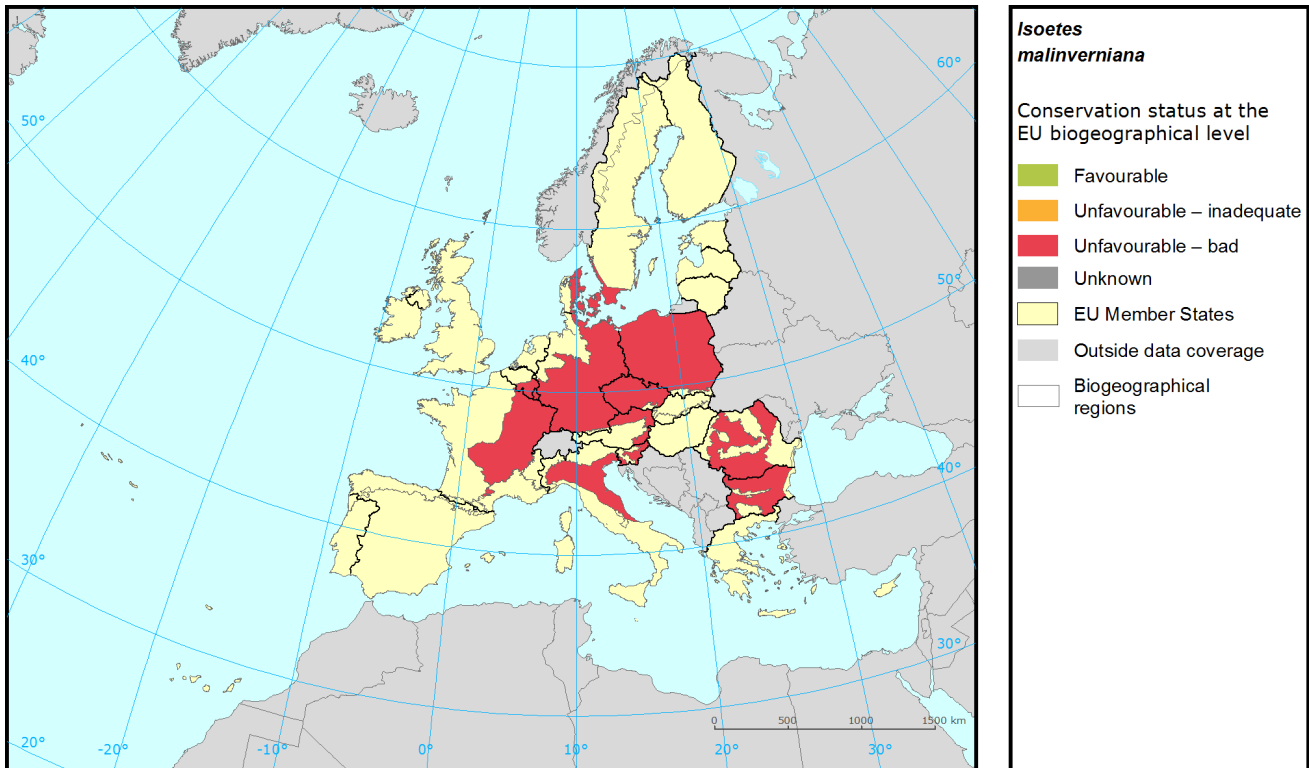 Isoetes
malinverniana
Conservation status at the
EU biogeographical level
Favourable
Unfavourable – inadequate
Unfavourable – bad
Unknown
EU Member States
Outside data coverage
Biogeographical
regions
60°
50°
50°
40°
40°
30°
30°
20°
-20°
-10°
0°
10°
20°
30°
0 500 1000 1500 km